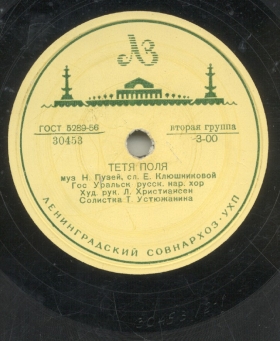 ЛЗ
ГОСТ 5289-56
вторая группа
30453
3-00
ТЕТЯ ПОЛЯ
муз Н. Пузей, сл. Е. Клюшниковой
Гос Уральск русск. нар. хор
Худ. рук. Л. Христиансен
Солистка Т. Устюжанина
ЛЕНИНГРАДСКИЙ СОВНАРХОЗ·УХП